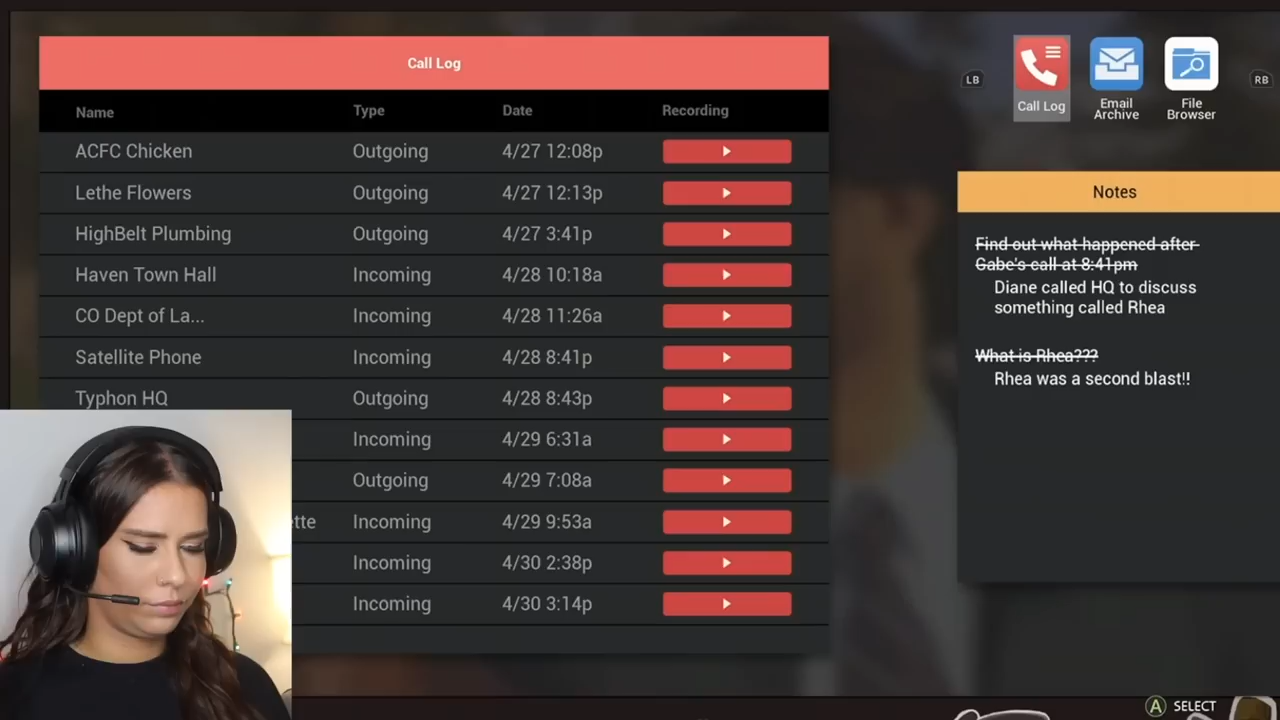 Call Log
Name Type Date Recording
ACFC Chicken Outgoing 4/27 12:08p
Lethe Flowers Outgoing 4/27 12:13p
HighBelt Plumbing Outgoing 4/27 3:41p
Haven Town Hall Incoming 4/28 10:18a
CO Dept of La... Incoming 4/28 11:26a
Satellite Phone Incoming 4/28 8:41p
Typhon HQ Outgoing 4/28 8:43p
Incoming 4/29 6:31a
Outgoing 4/29 7:08a
ette Incoming 4/29 9:53a
Incoming 4/30 2:38p
Incoming 4/30 3:14p
LB
Call Log
Email
Archive
File
Browser
RB
Notes
Find out what happened after
Gabe's call at 8:41pm
Diane called HQ to discuss
something called Rhea
What is Rhea???
Rhea was a second blast!!
A SELECT